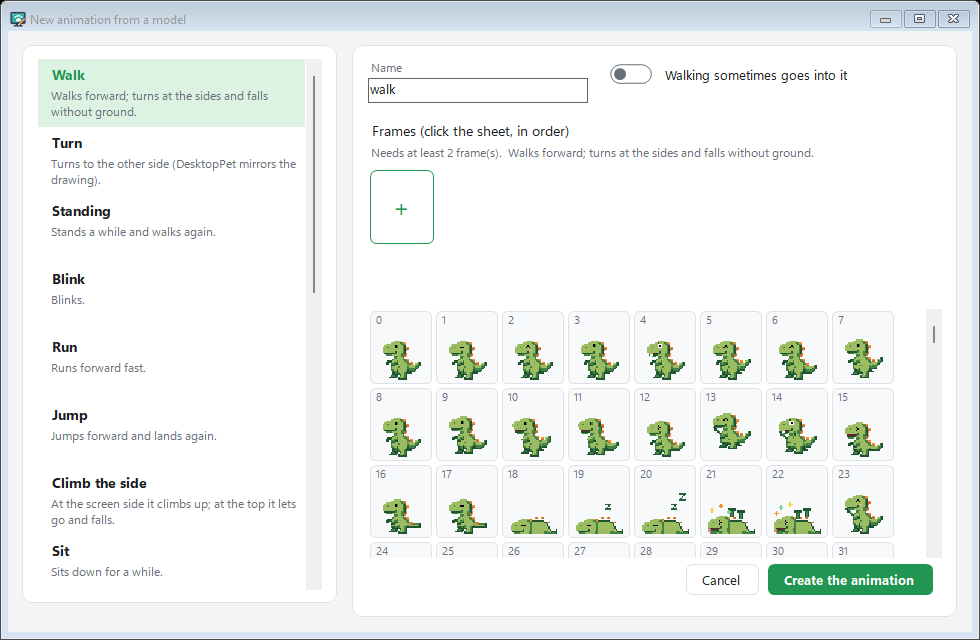 New animation from a model
Walk
Walks forward; turns at the sides and falls
without ground.
Turn
Turns to the other side (DesktopPet mirrors the
drawing).
Standing
Stands a while and walks again.
Blink
Blinks.
Run
Runs forward fast.
Jump
Jumps forward and lands again.
Climb the side
At the screen side it climbs up; at the top it lets
go and falls.
Sit
Sits down for a while.
Name
walk
Walking sometimes goes into it
Frames (click the sheet, in order)
Needs at least 2 frame(s).  Walks forward; turns at the sides and falls without ground.
+
0 1 2 3 4 5 6 7
8 9 10 11 12 13 14 15
16 17 18 19 20 21 22 23
z z z z
24 25 26 27 28 29 30 31
Cancel
Create the animation